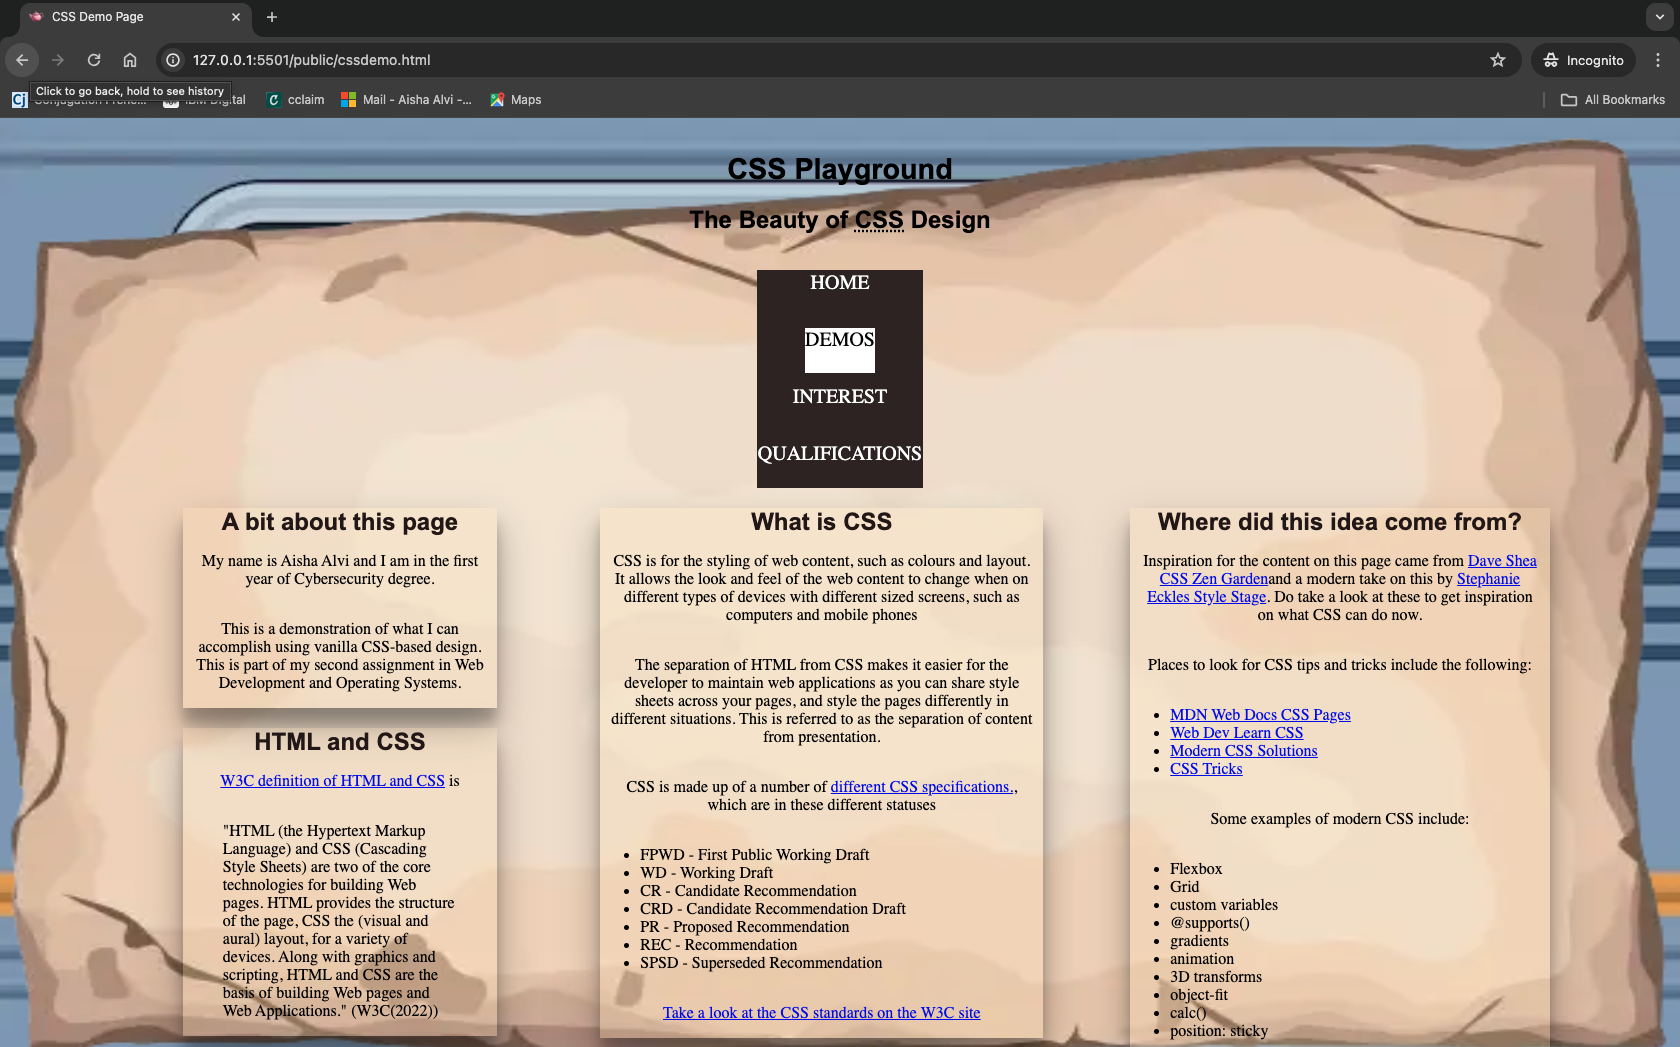 CSS Demo Page
127.0.0.1:5501/public/cssdemo.html
Incognito
Click to go back, hold to see history
cclaim
Mail - Aisha Alvi -...
Maps
All Bookmarks
CSS Playground
The Beauty of CSS Design
HOME
DEMOS
INTEREST
QUALIFICATIONS
A bit about this page
My name is Aisha Alvi and I am in the first
year of Cybersecurity degree.
This is a demonstration of what I can
accomplish using vanilla CSS-based design.
This is part of my second assignment in Web
Development and Operating Systems.
HTML and CSS
W3C definition of HTML and CSS is
"HTML (the Hypertext Markup
Language) and CSS (Cascading
Style Sheets) are two of the core
technologies for building Web
pages. HTML provides the structure
of the page, CSS the (visual and
aural) layout, for a variety of
devices. Along with graphics and
scripting, HTML and CSS are the
basis of building Web pages and
Web Applications." (W3C(2022))
What is CSS
CSS is for the styling of web content, such as colours and layout.
It allows the look and feel of the web content to change when on
different types of devices with different sized screens, such as
computers and mobile phones
The separation of HTML from CSS makes it easier for the
developer to maintain web applications as you can share style
sheets across your pages, and style the pages differently in
different situations. This is referred to as the separation of content
from presentation.
CSS is made up of a number of different CSS specifications.,
which are in these different statuses
FPWD - First Public Working Draft
WD - Working Draft
CR - Candidate Recommendation
CRD - Candidate Recommendation Draft
PR - Proposed Recommendation
REC - Recommendation
SPSD - Superseded Recommendation
Take a look at the CSS standards on the W3C site
Where did this idea come from?
Inspiration for the content on this page came from Dave Shea
CSS Zen Gardenand a modern take on this by Stephanie
Eckles Style Stage. Do take a look at these to get inspiration
on what CSS can do now.
Places to look for CSS tips and tricks include the following:
MDN Web Docs CSS Pages
Web Dev Learn CSS
Modern CSS Solutions
CSS Tricks
Some examples of modern CSS include:
Flexbox
Grid
custom variables
@supports()
gradients
animation
3D transforms
object-fit
calc()
position: sticky